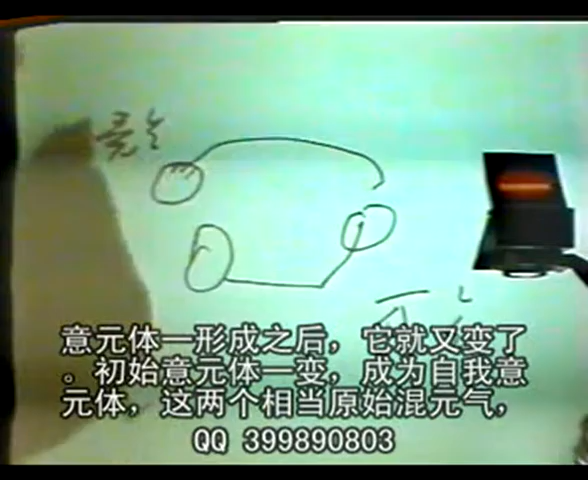 意元体一形成之后，它就又变了
。初始意元体一变，成为自我意
元体，这两个相当原始混元气，
QQ 399890803